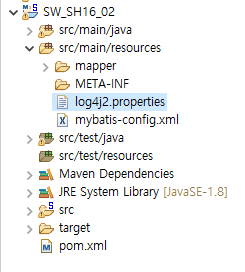 SW_SH16_02
src/main/java
src/main/resources
mapper
META-INF
log4j2.properties
mybatis-config.xml
src/test/java
src/test/resources
Maven Dependencies
JRE System Library [JavaSE-1.8]
src
target
pom.xml